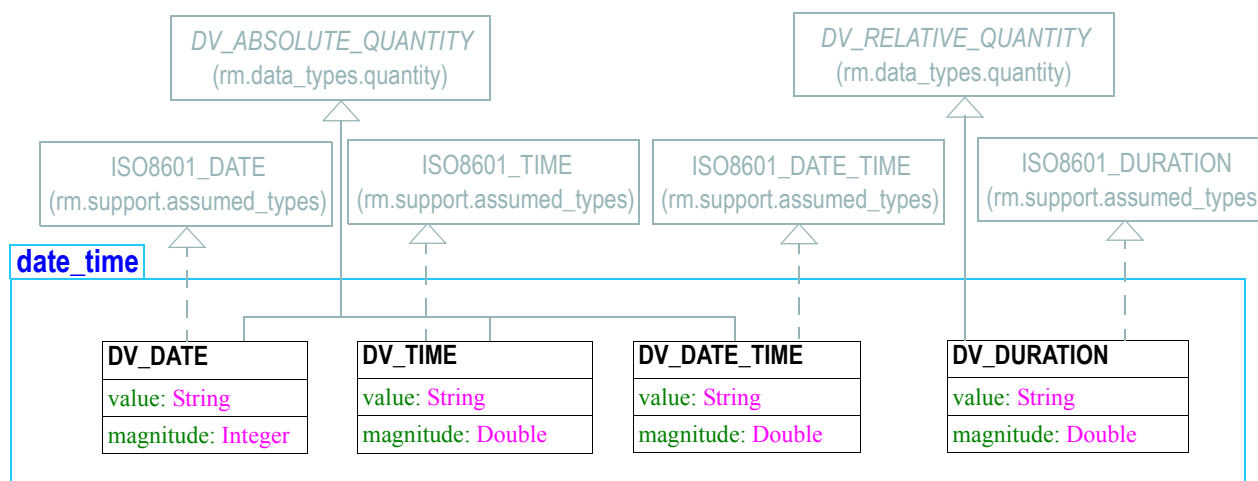 DV_ABSOLUTE_QUANTITY
(rm.data_types.quantity)
DV_RELATIVE_QUANTITY
(rm.data_types.quantity)
ISO8601_DATE
(rm.support.assumed_types)
ISO8601_TIME
(rm.support.assumed_types)
ISO8601_DATE_TIME
(rm.support.assumed_types)
ISO8601_DURATION
(rm.support.assumed_types
date_time
DV_DATE
value: String
magnitude: Integer
DV_TIME
value: String
magnitude: Double
DV_DATE_TIME
value: String
magnitude: Double
DV_DURATION
value: String
magnitude: Double